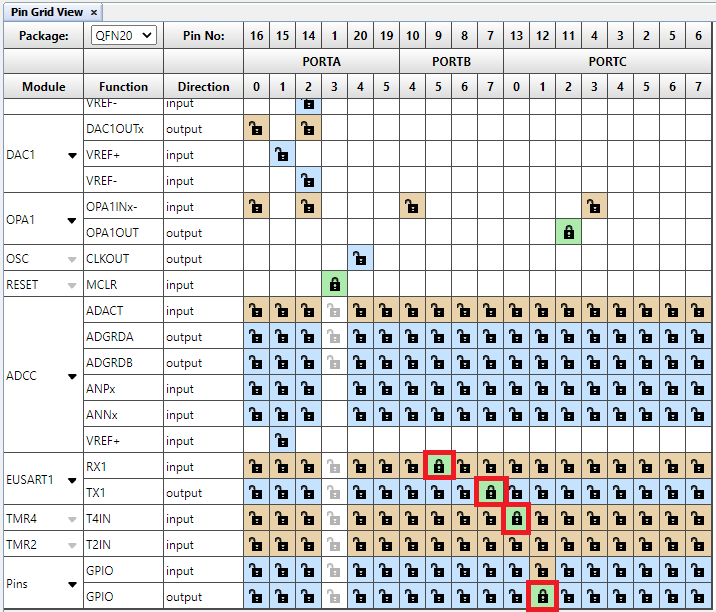 Pin Grid View ×
Package: QFN20 Pin No: 16 15 14 1 20 19 10 9 8 7 13 12 11 4 3 2 5 6
PORTA PORTB PORTC
Module Function Direction 0 1 2 3 4 5 4 5 6 7 0 1 2 3 4 5 6 7
VREF- input
DAC1OUTx output
DAC1 VREF+ input
VREF- input
OPA1 OPA1INx- input
OPA1OUT output
OSC CLKOUT output
RESET MCLR input
ADACT input
ADGRDA output
ADGRDB output
ADCC ANPx input
ANNx input
VREF+ input
EUSART1 RX1 input
TX1 output
TMR4 T4IN input
TMR2 T2IN input
Pins GPIO input
GPIO output